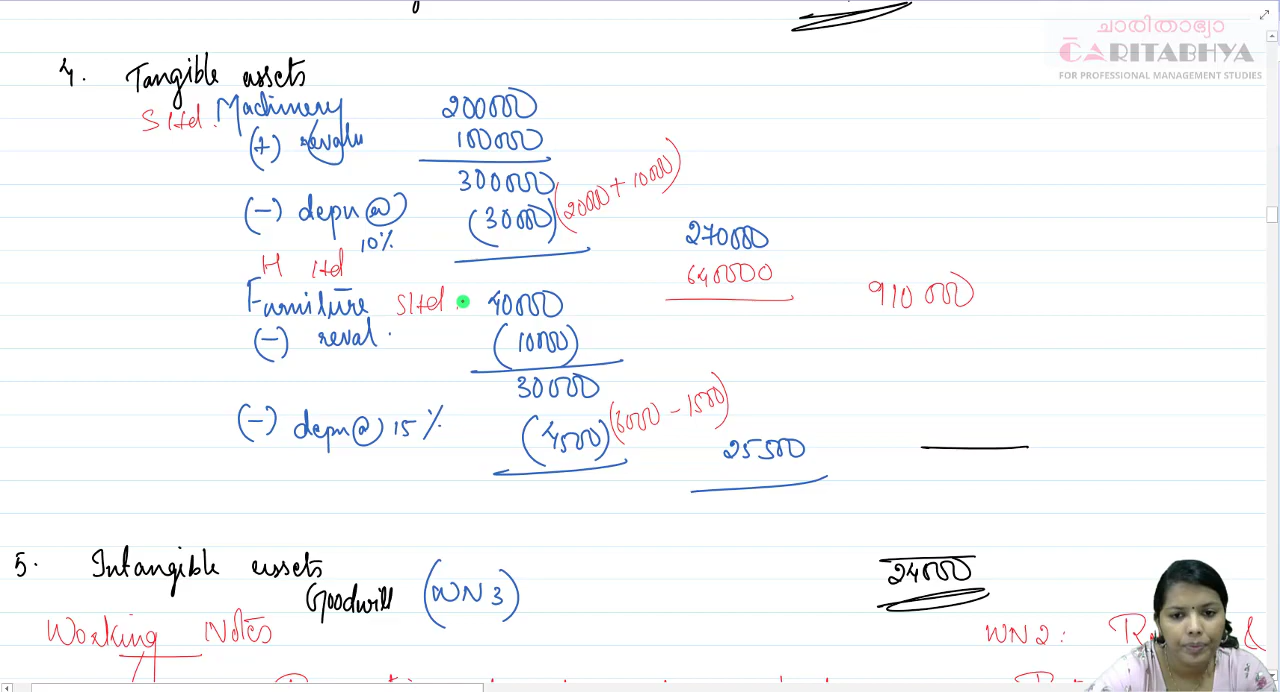 ചാരിതാഭ്യാ
CARITABHYA
FOR PROFESSIONAL MANAGEMENT STUDIES
4. Tangible assets
S ltd. Machinery 200000
(+) revalu 100000
300000
(-) depn @ 10% (30000) (20000 + 10000) 270000
H ltd 640000 910000
Furniture S ltd. 40000
(-) reval. (10000)
30000
(-) depn @ 15% (4500) (6000 - 1500) 25500
5. Intangible assets
Goodwill (WN 3) 24000
Working Notes WN 2: &